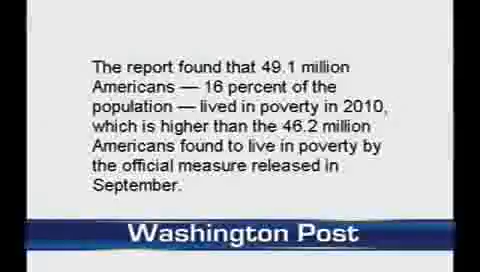 The report found that 49.1 million
Americans — 16 percent of the
population — lived in poverty in 2010,
which is higher than the 46.2 million
Americans found to live in poverty by
the official measure released in
September.
Washington Post